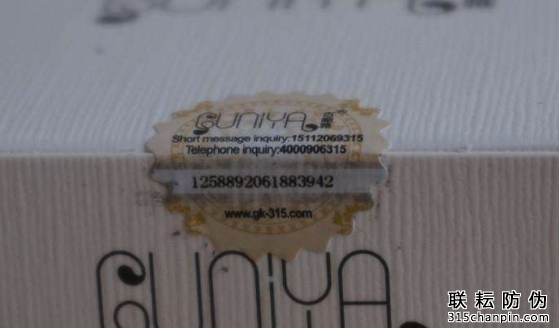 GUNiYA
GUNiYA
Short message inquiry:15112069315
Telephone inquiry:4000906315
1258892061883942
www.gk-315.com
GUNiYA
联耘防伪
315chanpin.com